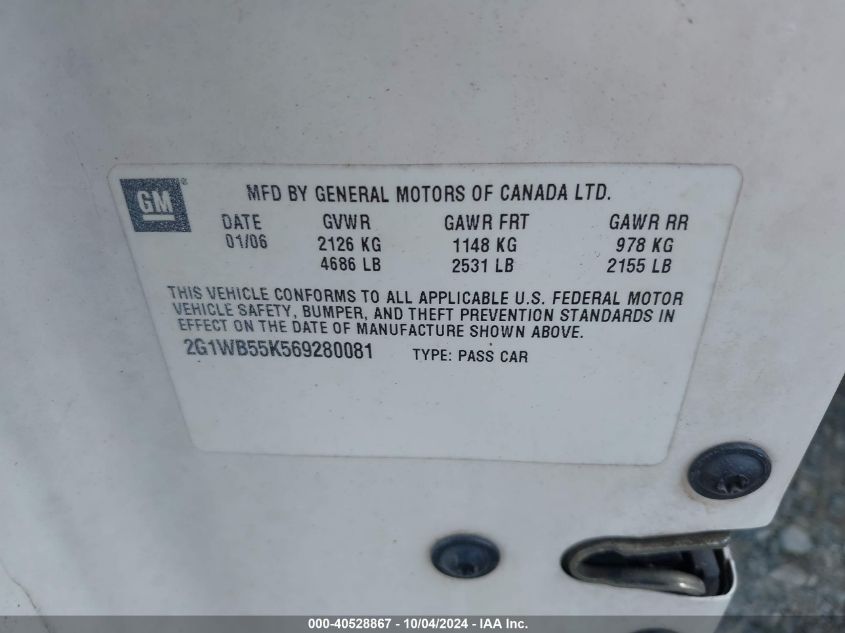 GM
MFD BY GENERAL MOTORS OF CANADA LTD.
DATE GVWR GAWR FRT GAWR RR
01/06 2126 KG 1148 KG 978 KG
4686 LB 2531 LB 2155 LB
THIS VEHICLE CONFORMS TO ALL APPLICABLE U.S. FEDERAL MOTOR
VEHICLE SAFETY, BUMPER, AND THEFT PREVENTION STANDARDS IN
EFFECT ON THE DATE OF MANUFACTURE SHOWN ABOVE.
2G1WB55K569280081 TYPE: PASS CAR
000-40528867 - 10/04/2024 - IAA Inc.